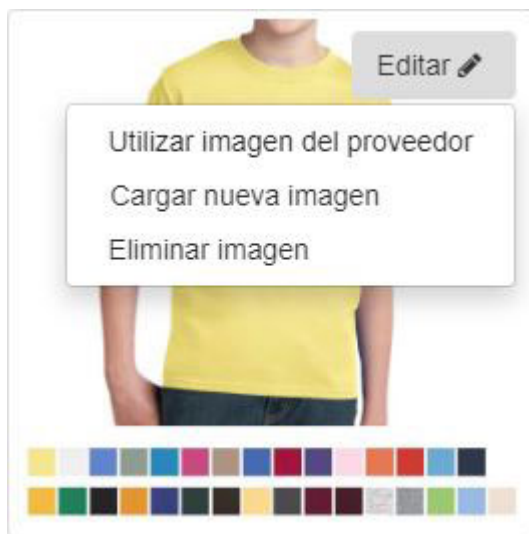 Editar
Utilizar imagen del proveedor
Cargar nueva imagen
Eliminar imagen